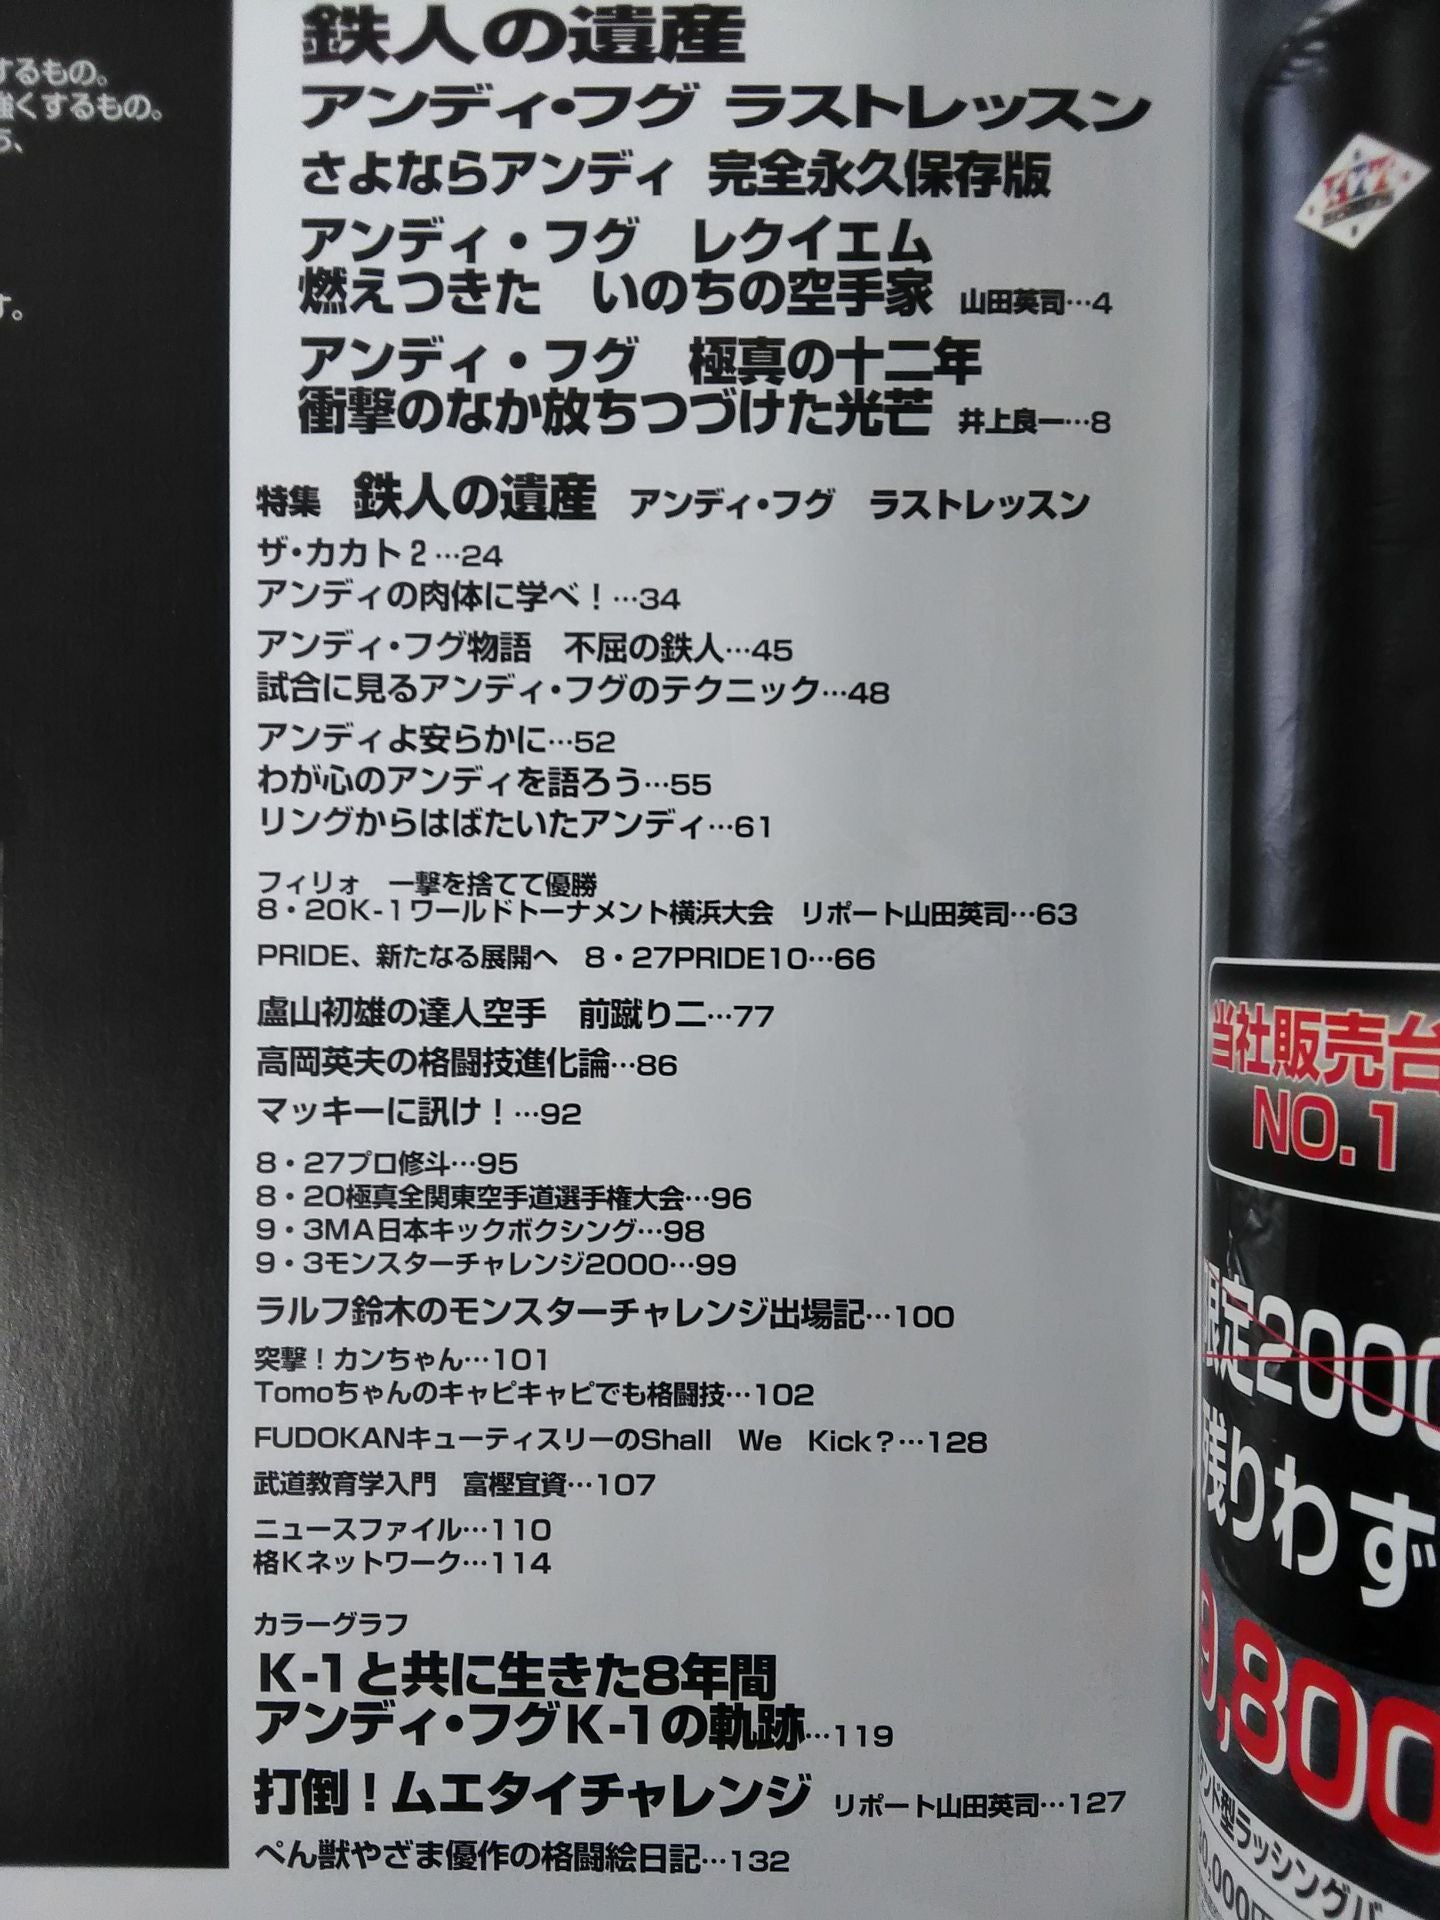 するもの。
強くするもの。
ら、
す。
鉄人の遺産
アンディ・フグ ラストレッスン
さよならアンディ 完全永久保存版
アンディ・フグ レクイエム
燃えつきた いのちの空手家 山田英司…4
アンディ・フグ 極真の十二年
衝撃のなか放ちつづけた光芒 井上良一…8
特集 鉄人の遺産 アンディ・フグ ラストレッスン
ザ・カカト2…24
アンディの肉体に学べ！…34
アンディ・フグ物語 不屈の鉄人…45
試合に見るアンディ・フグのテクニック…48
アンディよ安らかに…52
わが心のアンディを語ろう…55
リングからはばたいたアンディ…61
フィリォ 一撃を捨てて優勝
8・20K-1ワールドトーナメント横浜大会 リポート山田英司…63
PRIDE、新たなる展開へ 8・27PRIDE10…66
盧山初雄の達人空手 前蹴り二…77
高岡英夫の格闘技進化論…86
マッキーに訊け！…92
8・27プロ修斗…95
8・20極真全関東空手道選手権大会…96
9・3MA日本キックボクシング…98
9・3モンスターチャレンジ2000…99
ラルフ鈴木のモンスターチャレンジ出場記…100
突撃！カンちゃん…101
Tomoちゃんのキャピキャピでも格闘技…102
FUDOKANキューティスリーのShall We Kick？…128
武道教育学入門 富樫宜資…107
ニュースファイル…110
格Kネットワーク…114
カラーグラフ
K-1と共に生きた8年間
アンディ・フグK-1の軌跡…119
打倒！ムエタイチャレンジ リポート山田英司…127
ぺん獣やざま優作の格闘絵日記…132
当社販売台
NO.1
限定2000
残りわず
9,800
ンド型ラッシングバ